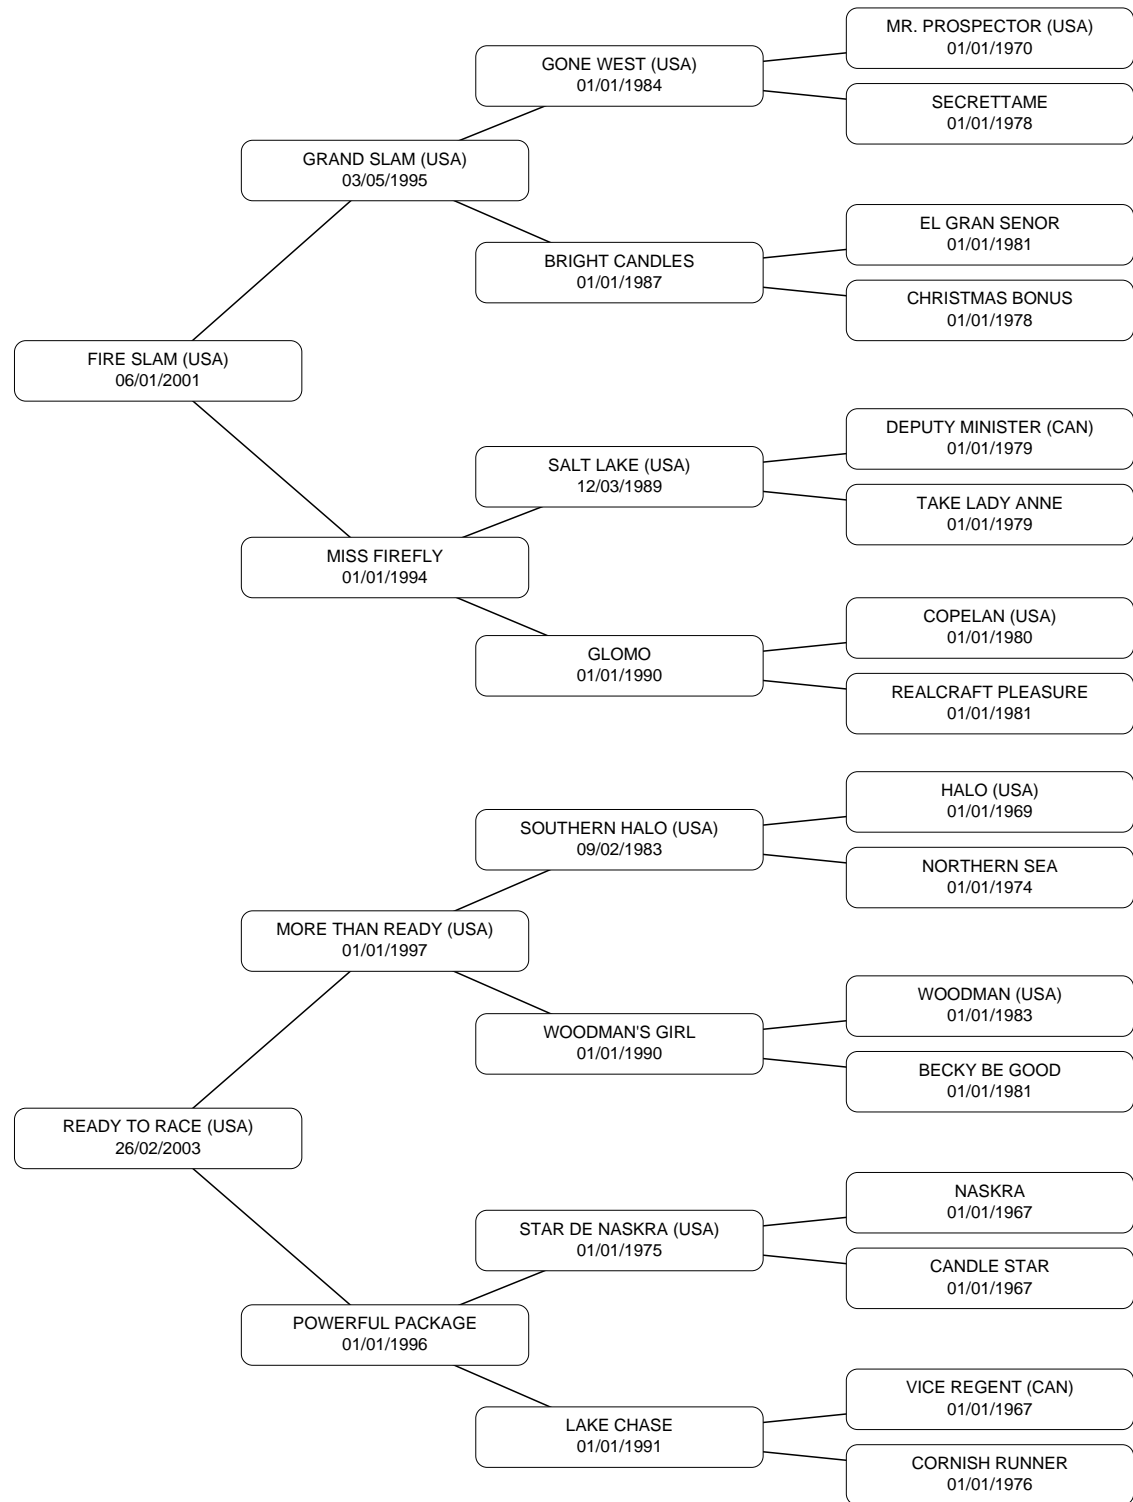 MR. PROSPECTOR (USA)
01/01/1970
GONE WEST (USA)
01/01/1984
SECRETTAME
01/01/1978
GRAND SLAM (USA)
03/05/1995
EL GRAN SENOR
01/01/1981
BRIGHT CANDLES
01/01/1987
CHRISTMAS BONUS
01/01/1978
FIRE SLAM (USA)
06/01/2001
DEPUTY MINISTER (CAN)
01/01/1979
SALT LAKE (USA)
12/03/1989
TAKE LADY ANNE
01/01/1979
MISS FIREFLY
01/01/1994
COPELAN (USA)
01/01/1980
GLOMO
01/01/1990
REALCRAFT PLEASURE
01/01/1981
HALO (USA)
01/01/1969
SOUTHERN HALO (USA)
09/02/1983
NORTHERN SEA
01/01/1974
MORE THAN READY (USA)
01/01/1997
WOODMAN (USA)
01/01/1983
WOODMAN'S GIRL
01/01/1990
BECKY BE GOOD
01/01/1981
READY TO RACE (USA)
26/02/2003
NASKRA
01/01/1967
STAR DE NASKRA (USA)
01/01/1975
CANDLE STAR
01/01/1967
POWERFUL PACKAGE
01/01/1996
VICE REGENT (CAN)
01/01/1967
LAKE CHASE
01/01/1991
CORNISH RUNNER
01/01/1976